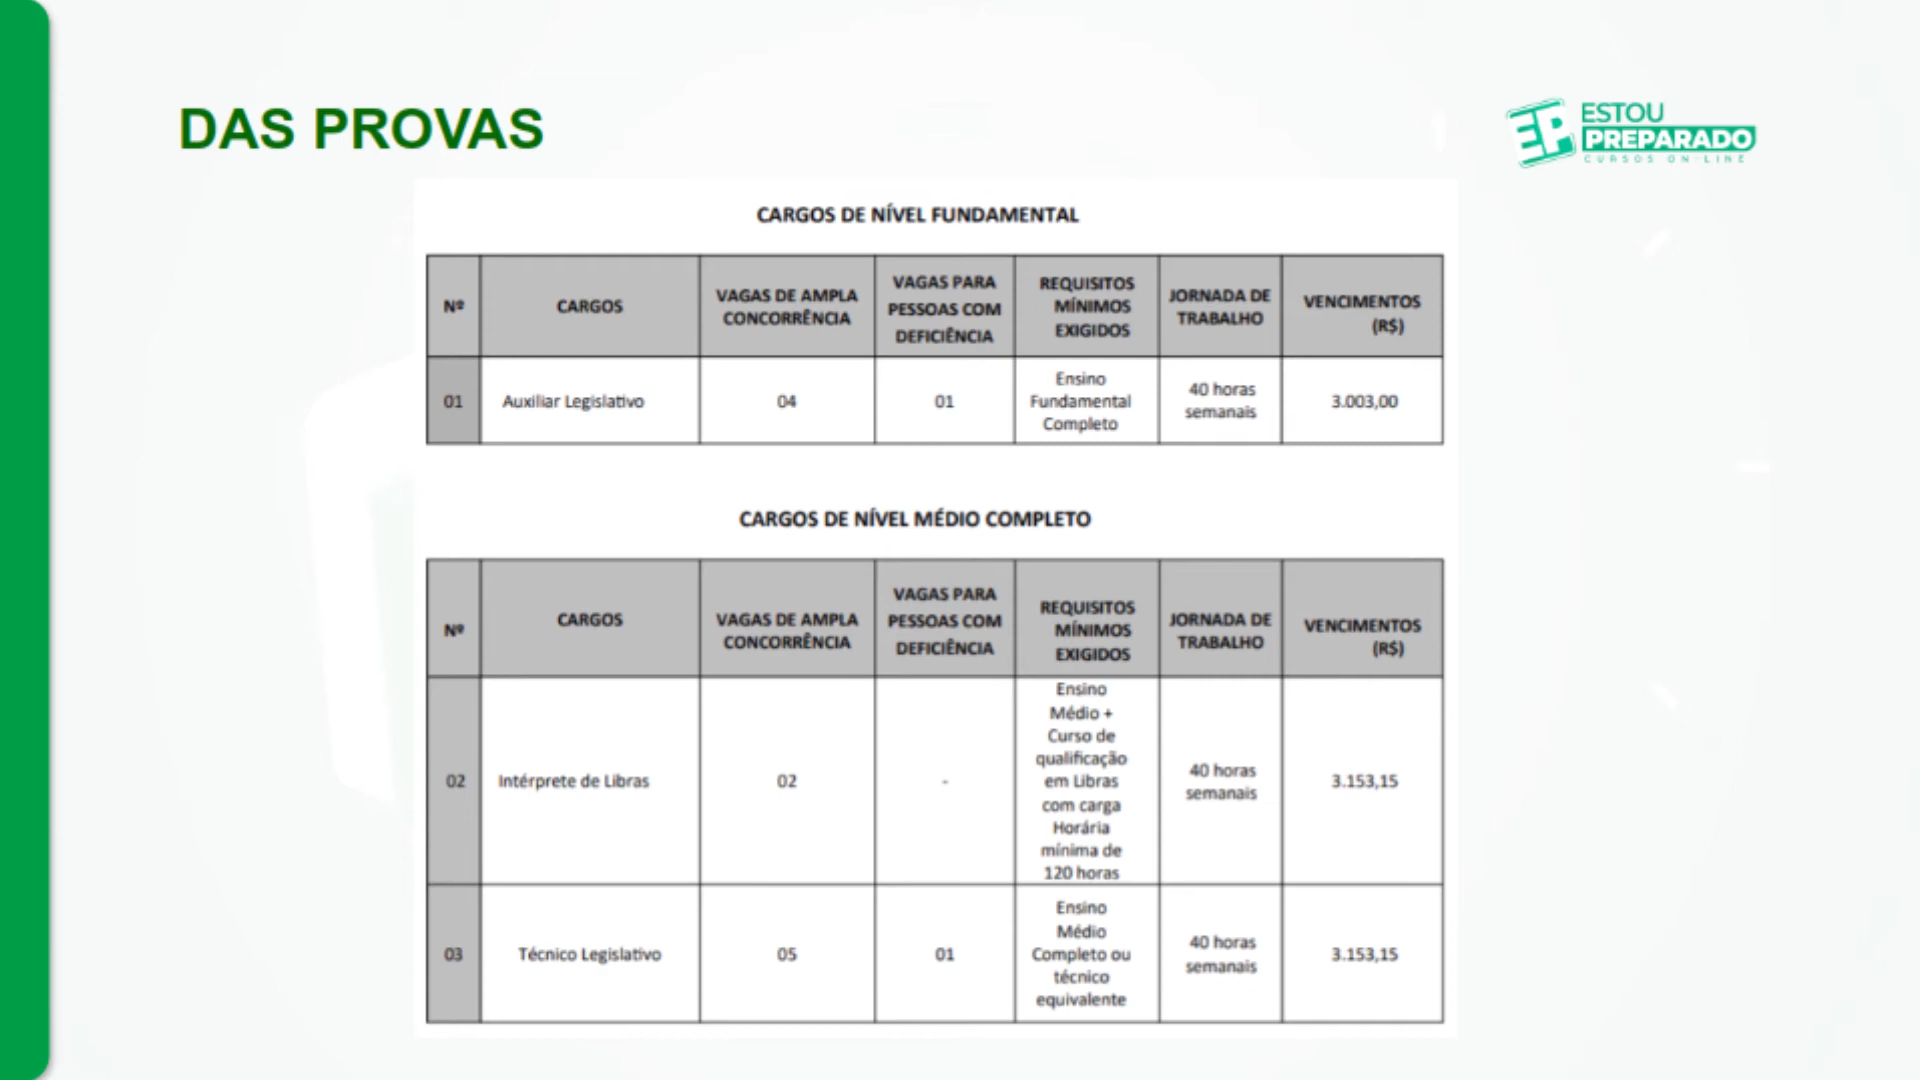 DAS PROVAS
ESTOU
PREPARADO
CURSOS ON-LINE
CARGOS DE NÍVEL FUNDAMENTAL
Nº CARGOS VAGAS DE AMPLA CONCORRÊNCIA VAGAS PARA PESSOAS COM DEFICIÊNCIA REQUISITOS MÍNIMOS EXIGIDOS JORNADA DE TRABALHO VENCIMENTOS (R$)
01 Auxiliar Legislativo 04 01 Ensino Fundamental Completo 40 horas semanais 3.003,00
CARGOS DE NÍVEL MÉDIO COMPLETO
Nº CARGOS VAGAS DE AMPLA CONCORRÊNCIA VAGAS PARA PESSOAS COM DEFICIÊNCIA REQUISITOS MÍNIMOS EXIGIDOS JORNADA DE TRABALHO VENCIMENTOS (R$)
02 Intérprete de Libras 02 - Ensino Médio + Curso de qualificação em Libras com carga Horária mínima de 120 horas 40 horas semanais 3.153,15
03 Técnico Legislativo 05 01 Ensino Médio Completo ou técnico equivalente 40 horas semanais 3.153,15